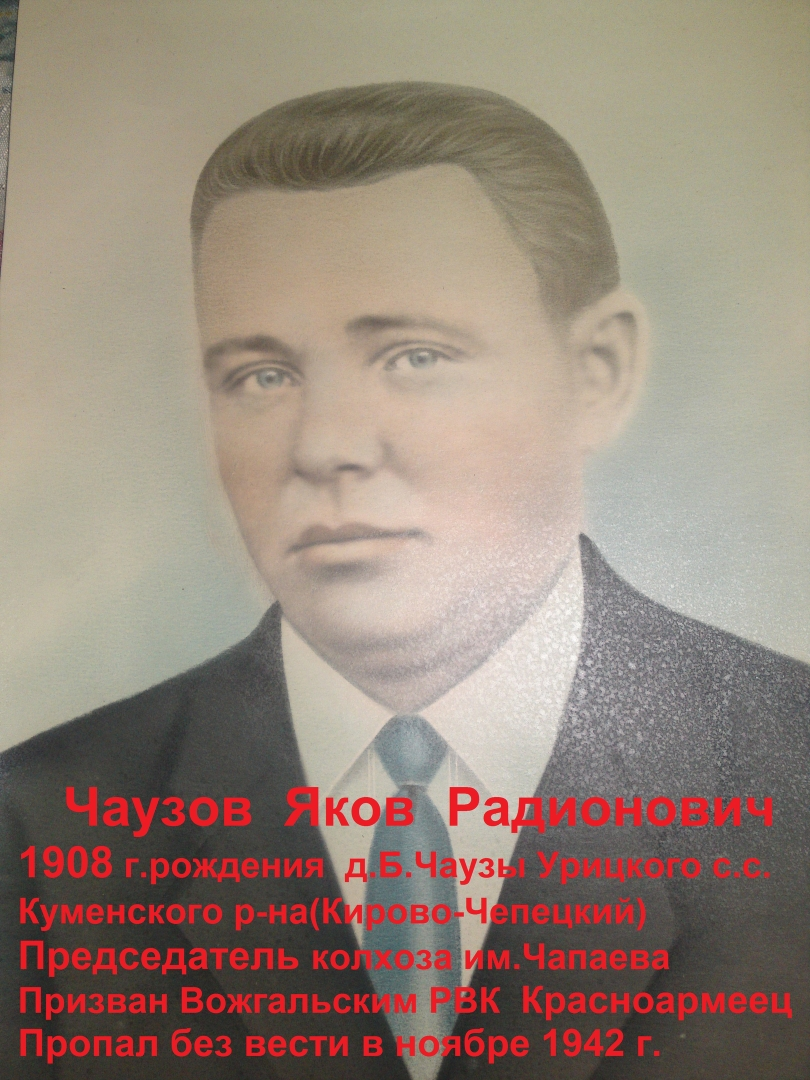 Чаузов Яков Радионович
1908 г.рождения д.Б.Чаузы Урицкого с.с.
Куменского р-на(Кирово-Чепецкий)
Председатель колхоза им.Чапаева
Призван Вожгальским РВК Красноармеец
Пропал без вести в ноябре 1942 г.